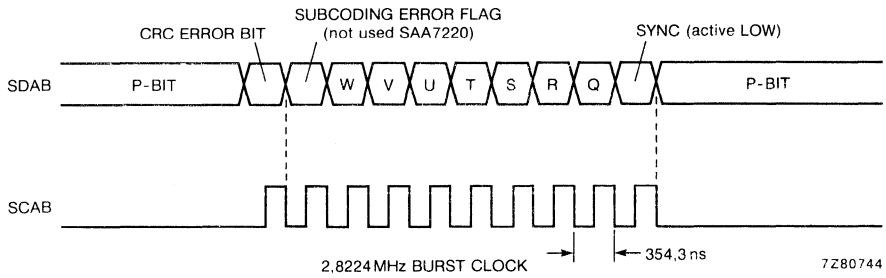 SUBCODING ERROR FLAG
CRC ERROR BIT
(not used SAA7220)
SYNC (active LOW)
SDAB
P-BIT
W
V
U
T
S
R
Q
P-BIT
SCAB
2,8224 MHz BURST CLOCK
354,3 ns
7Z80744